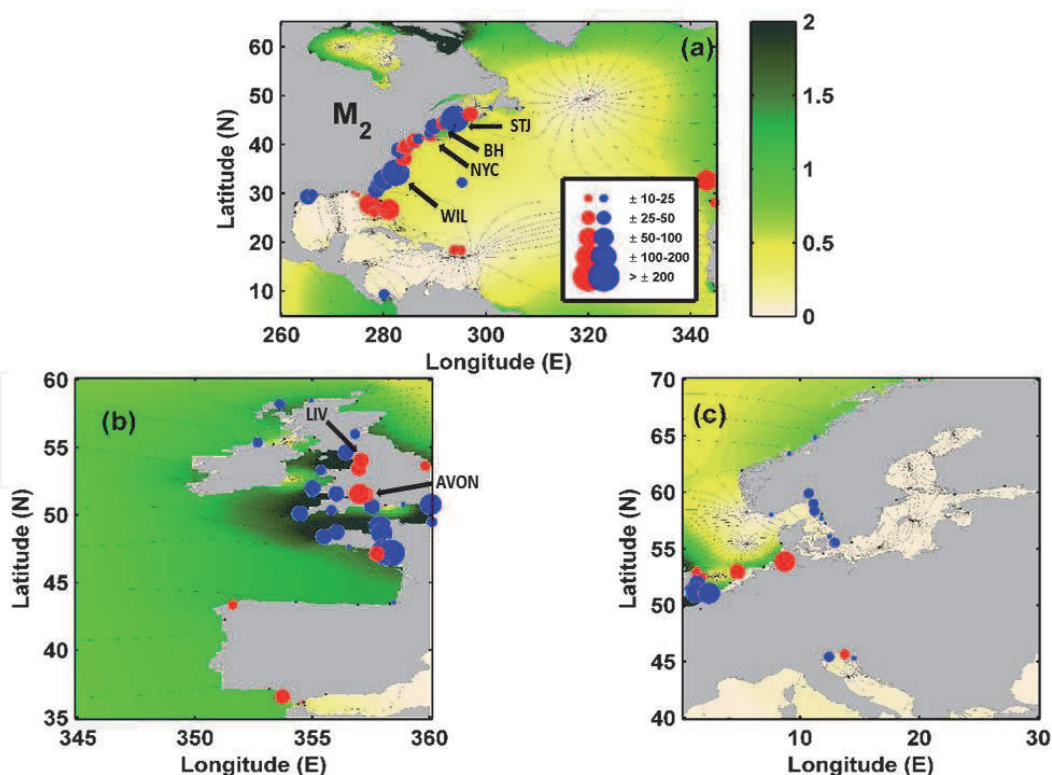 (a)
M2
STJ
BH
NYC
WIL
± 10-25
± 25-50
± 50-100
± 100-200
> ± 200
60
50
40
30
20
10
Latitude (N)
260
280
300
320
340
Longitude (E)
2
1.5
1
0.5
0
(b)
LIV
AVON
60
55
50
45
40
35
Latitude (N)
345
350
355
360
Longitude (E)
(c)
70
65
60
55
50
45
40
Latitude (N)
10
20
30
Longitude (E)